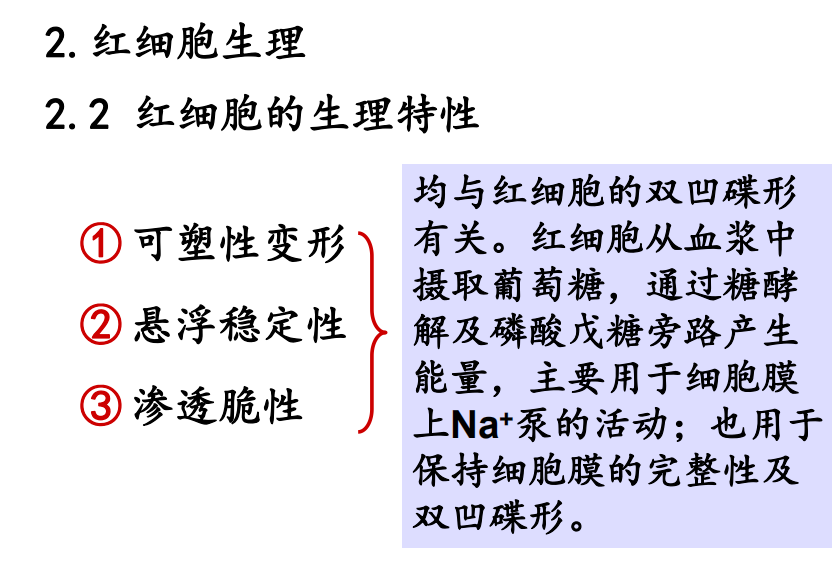 2. 红细胞生理
2.2 红细胞的生理特性
① 可塑性变形
② 悬浮稳定性
③ 渗透脆性
均与红细胞的双凹碟形
有关。红细胞从血浆中
摄取葡萄糖，通过糖酵
解及磷酸戊糖旁路产生
能量，主要用于细胞膜
上Na⁺泵的活动；也用于
保持细胞膜的完整性及
双凹碟形。